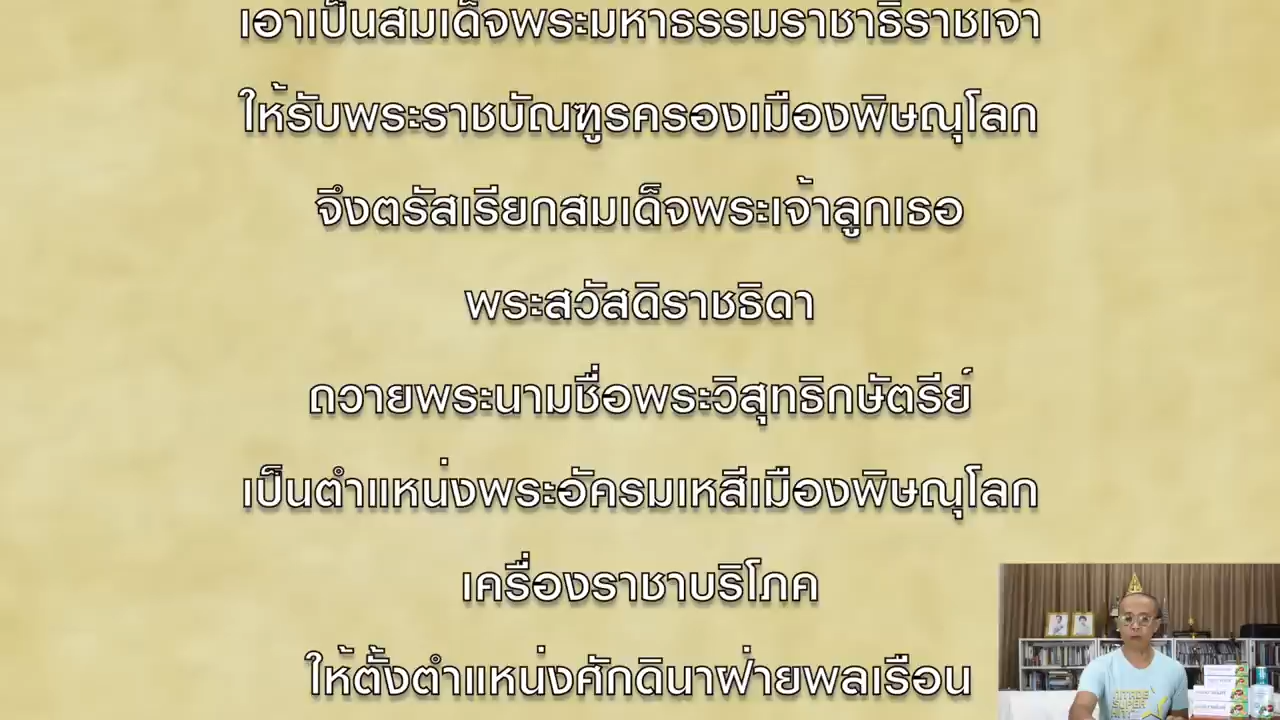 เอาเป็นสมเด็จพระมหาธรรมราชาธิราชเจ้า
ให้รับพระราชบัณฑูรครองเมืองพิษณุโลก
จึงตรัสเรียกสมเด็จพระเจ้าลูกเธอ
พระสวัสดิราชธิดา
ถวายพระนามชื่อพระวิสุทธิกษัตรีย์
เป็นตำแหน่งพระอัครมเหสีเมืองพิษณุโลก
เครื่องราชาบริโภค
ให้ตั้งตำแหน่งศักดินาฝ่ายพลเรือน